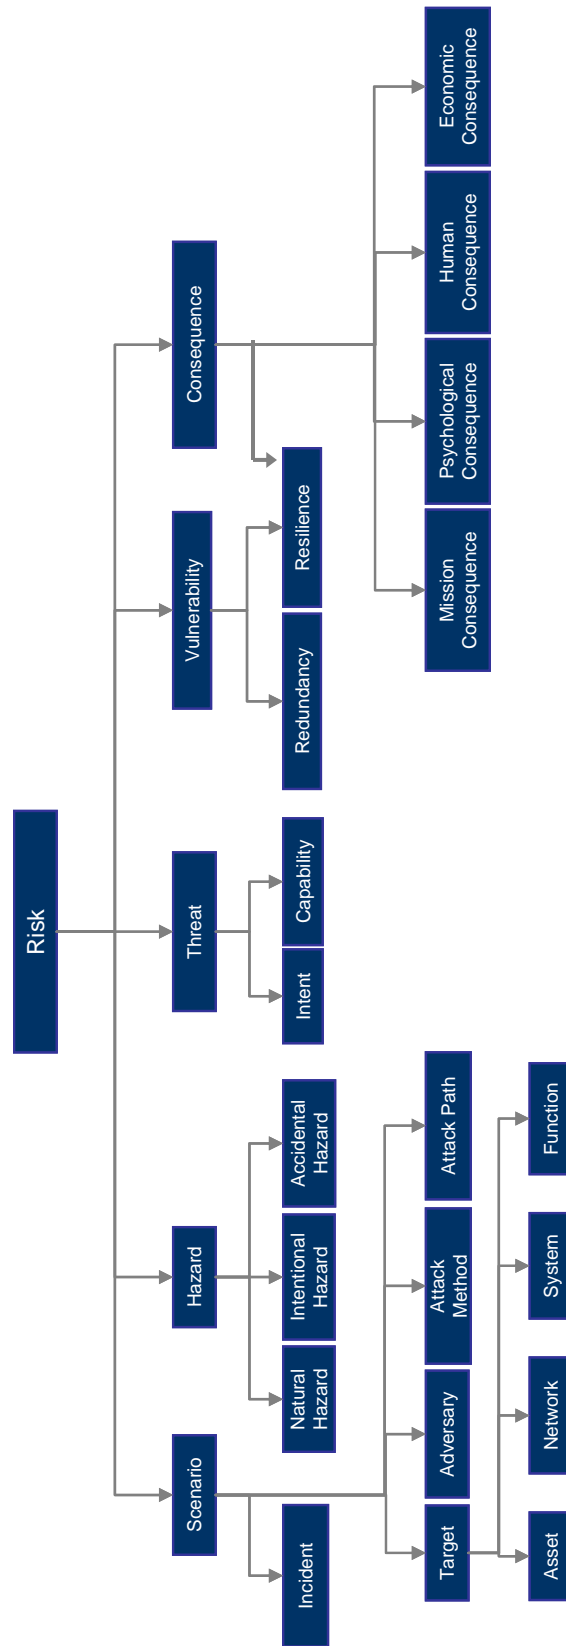 Risk
Scenario
Hazard
Threat
Vulnerability
Consequence
Incident
Natural
Hazard
Intentional
Hazard
Accidental
Hazard
Intent
Capability
Redundancy
Resilience
Target
Adversary
Attack
Method
Attack Path
Mission
Consequence
Psychological
Consequence
Human
Consequence
Economic
Consequence
Asset
Network
System
Function